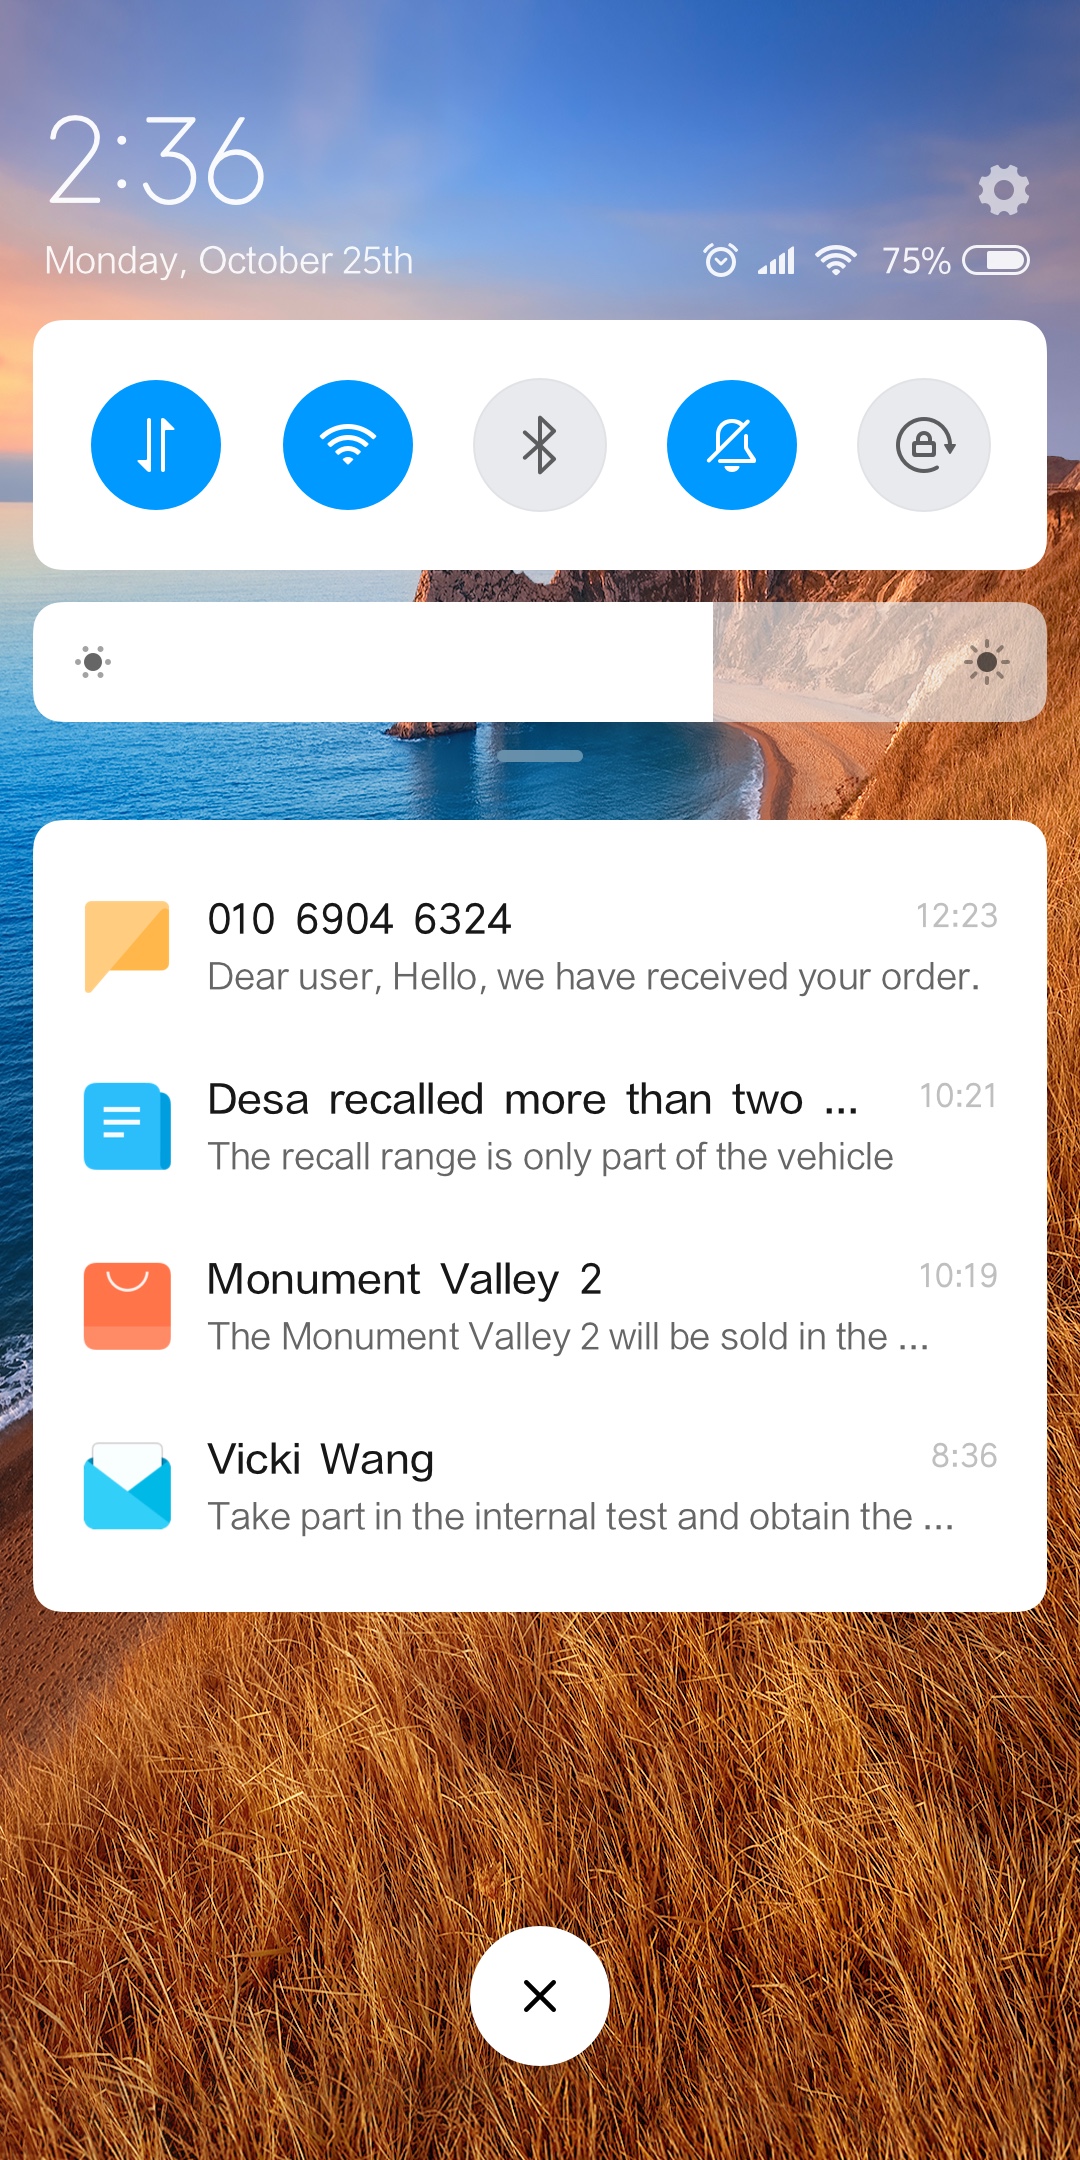 2:36
Monday, October 25th
75%
010 6904 6324
12:23
Dear user, Hello, we have received your order.
Desa recalled more than two ...
10:21
The recall range is only part of the vehicle
Monument Valley 2
10:19
The Monument Valley 2 will be sold in the ...
Vicki Wang
8:36
Take part in the internal test and obtain the ...